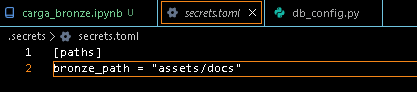 carga_bronze.ipynb U
secrets.toml
db_config.py
.secrets > secrets.toml
1 [paths]
2 bronze_path = "assets/docs"